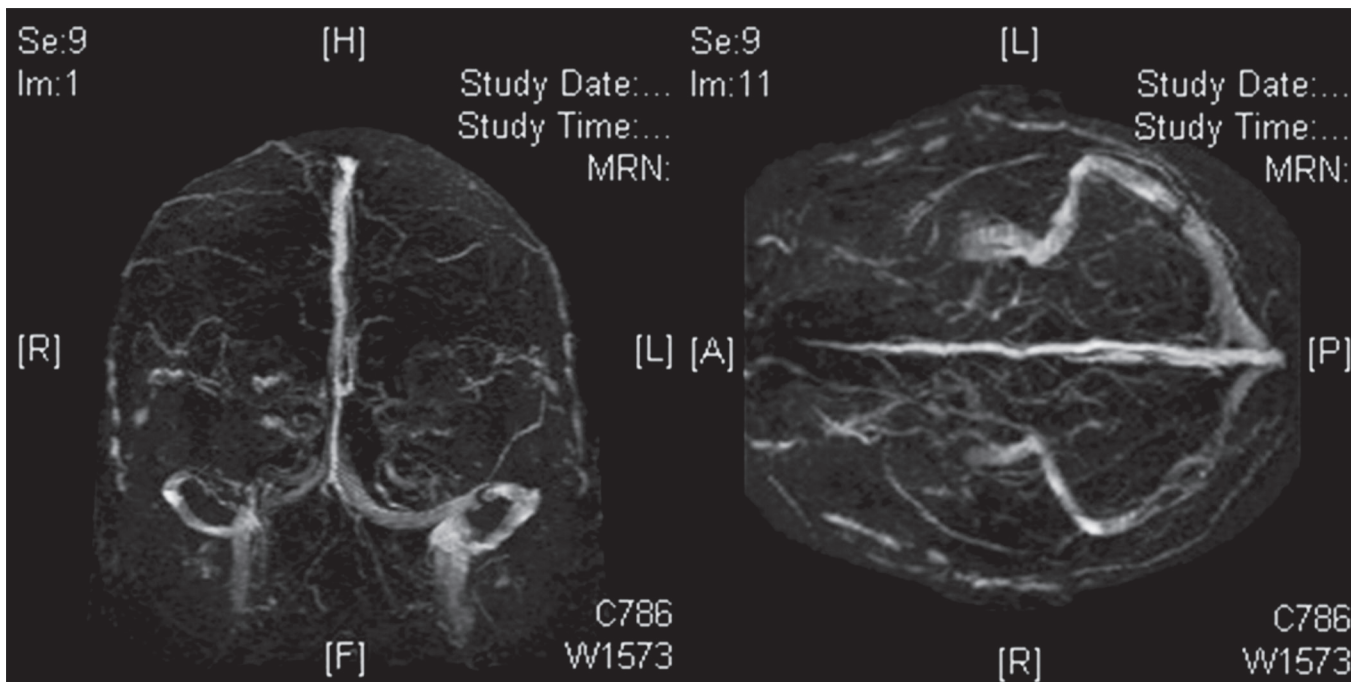 Se:9
Im:1
[H]
Study Date:...
Study Time:...
MRN:
[R]
[L]
[F]
C786
W1573
Se:9
Im:11
[L]
Study Date:...
Study Time:...
MRN:
[A]
[P]
[R]
C786
W1573